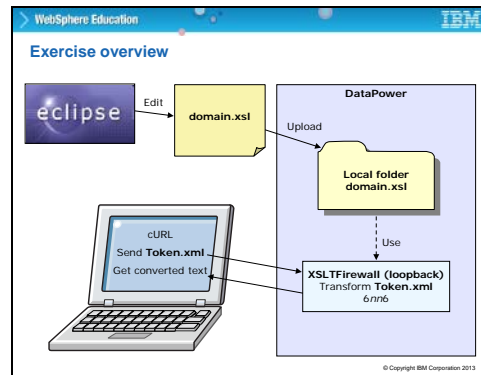 WebSphere Education
IBM
Exercise overview
eclipse
Edit
domain.xsl
Upload
DataPower
Local folder
domain.xsl
Use
cURL
Send Token.xml
Get converted text
XSLTFirewall (loopback)
Transform Token.xml
6nn6
© Copyright IBM Corporation 2013